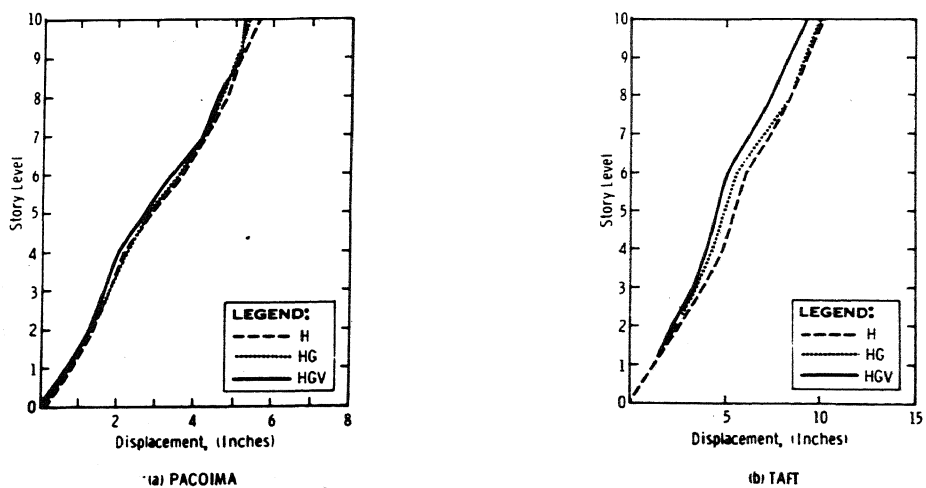 10
9
8
7
6
5
4
3
2
1
0
Story Level
LEGEND:
H
HG
HGV
2
4
6
8
Displacement, (Inches)
(a) PACOIMA
10
9
8
7
6
5
4
3
2
1
0
Story Level
LEGEND:
H
HG
HGV
5
10
15
Displacement, (Inches)
(b) TAFT